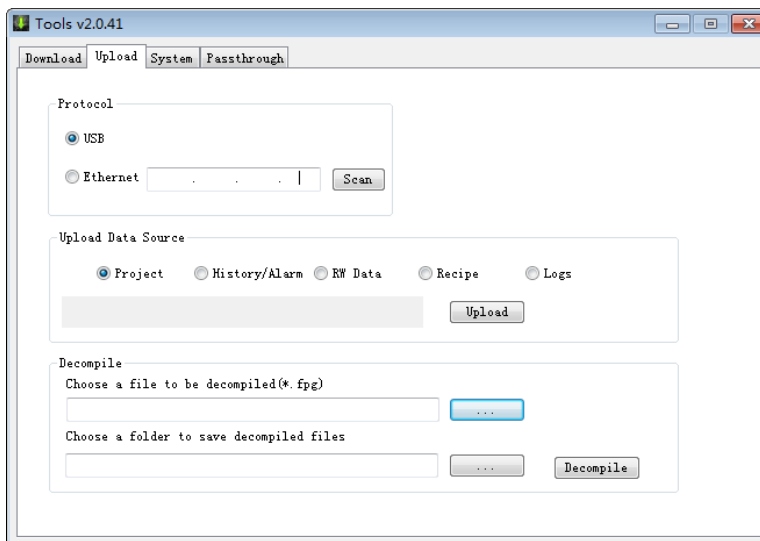 Tools v2.0.41
Download Upload System Passthrough
Protocol
USB
Ethernet . . . Scan
Upload Data Source
Project History/Alarm RW Data Recipe Logs
Upload
Decompile
Choose a file to be decompiled(*.fpg)
...
Choose a folder to save decompiled files
... Decompile